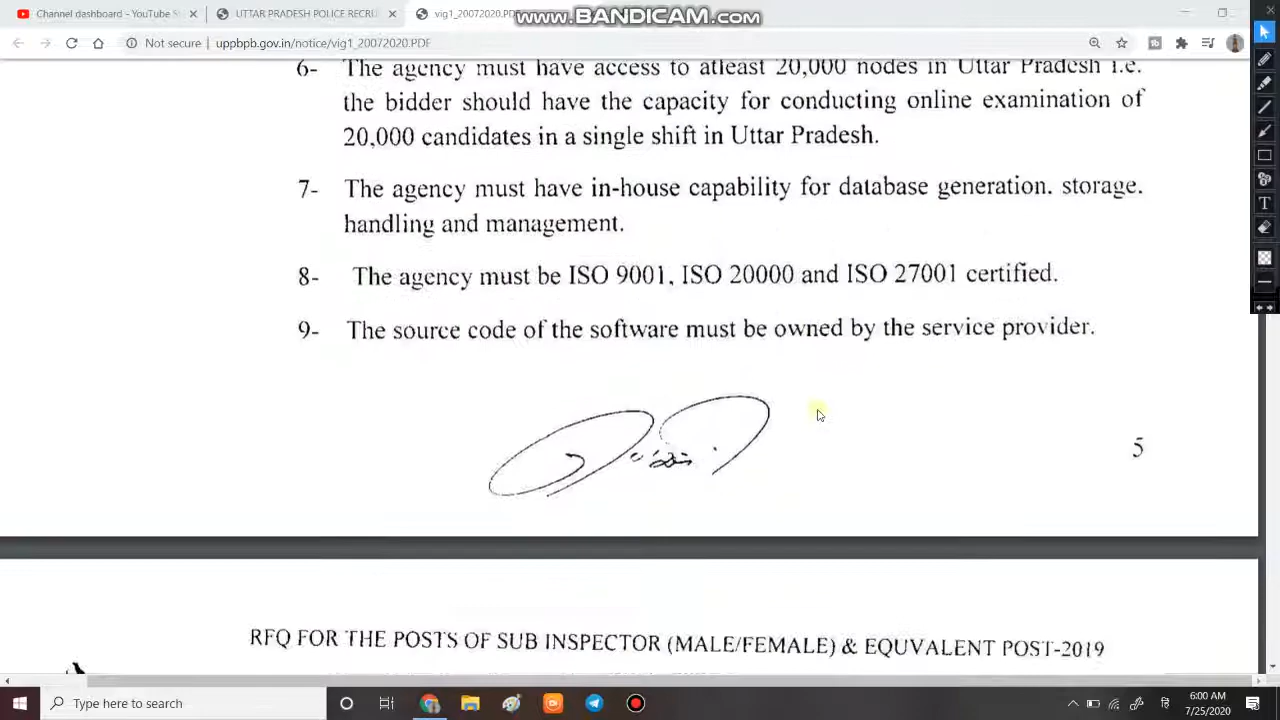 Channel dashboard - YouTube S
UTTAR PRADESH POLICE RECRU
vig1_20072020.PDF
www.BANDICAM.com
Not secure | uppbpb.gov.in/notice/vig1_20072020.PDF
6- The agency must have access to atleast 20,000 nodes in Uttar Pradesh i.e.
the bidder should have the capacity for conducting online examination of
20,000 candidates in a single shift in Uttar Pradesh.
7- The agency must have in-house capability for database generation. storage.
handling and management.
8- The agency must be ISO 9001, ISO 20000 and ISO 27001 certified.
9- The source code of the software must be owned by the service provider.
5
RFQ FOR THE POSTS OF SUB INSPECTOR (MALE/FEMALE) & EQUVALENT POST-2019
Type here to search
6:00 AM
7/25/2020